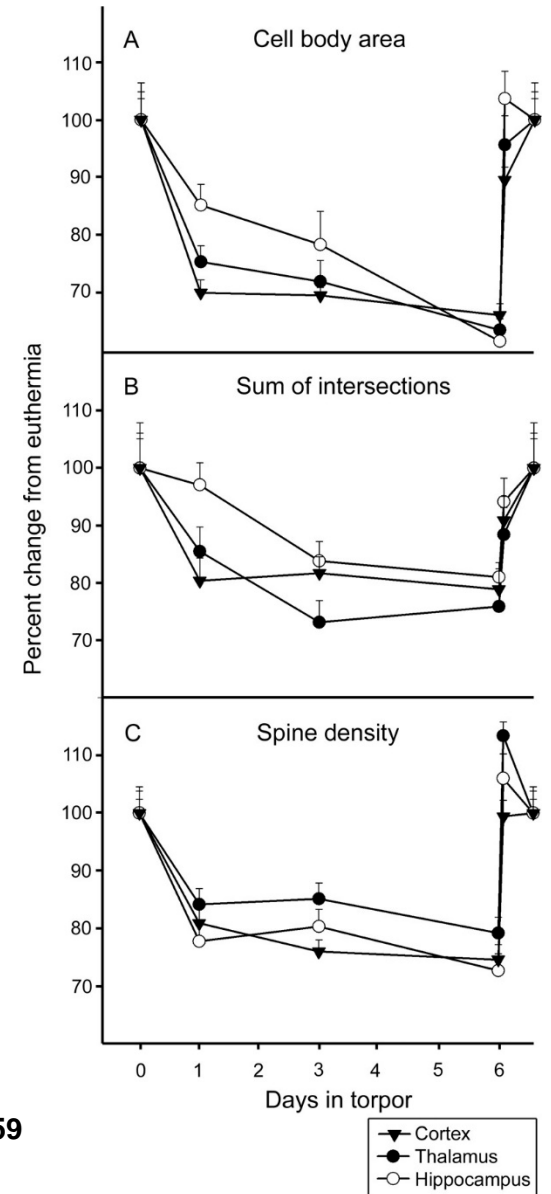 A Cell body area
110
100
90
80
70
Percent change from euthermia
B Sum of intersections
110
100
90
80
70
C Spine density
110
100
90
80
70
0 1 2 3 4 5 6
Days in torpor
59
Cortex
Thalamus
Hippocampus